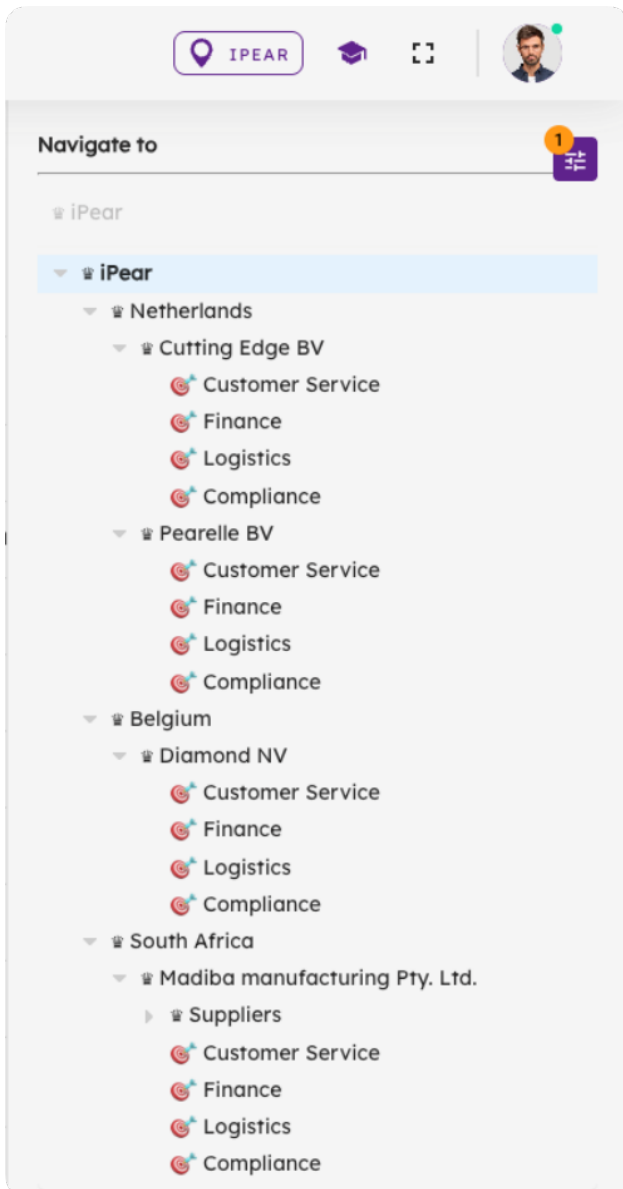 IPEAR
Navigate to
1
iPear
iPear
Netherlands
Cutting Edge BV
Customer Service
Finance
Logistics
Compliance
Pearelle BV
Customer Service
Finance
Logistics
Compliance
Belgium
Diamond NV
Customer Service
Finance
Logistics
Compliance
South Africa
Madiba manufacturing Pty. Ltd.
Suppliers
Customer Service
Finance
Logistics
Compliance